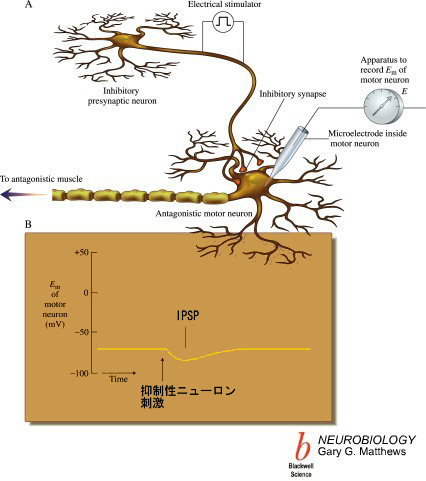 A
Electrical stimulator
Inhibitory
presynaptic neuron
Apparatus to
record Em of
motor neuron
E
Inhibitory synapse
Microelectrode inside
motor neuron
To antagonistic muscle
Antagonistic motor neuron
B
+50
0
−50
−100
Em
of
motor
neuron
(mV)
IPSP
Time
抑制性ニューロン
刺激
b
Blackwell
Science
NEUROBIOLOGY
Gary G. Matthews